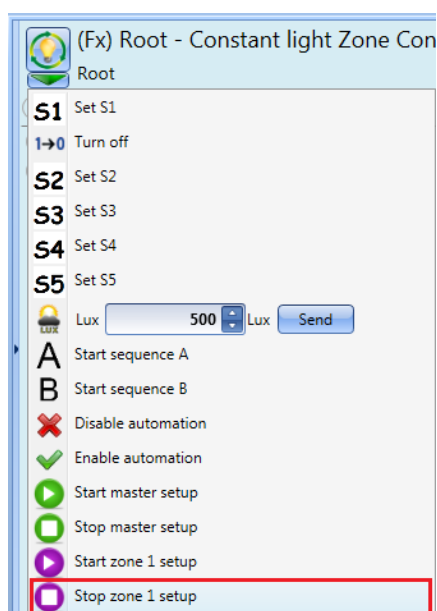 (Fx) Root - Constant light Zone Con
Root
S1 Set S1
1→0 Turn off
S2 Set S2
S3 Set S3
S4 Set S4
S5 Set S5
LUX Lux 500 Lux Send
A Start sequence A
B Start sequence B
Disable automation
Enable automation
Start master setup
Stop master setup
Start zone 1 setup
Stop zone 1 setup